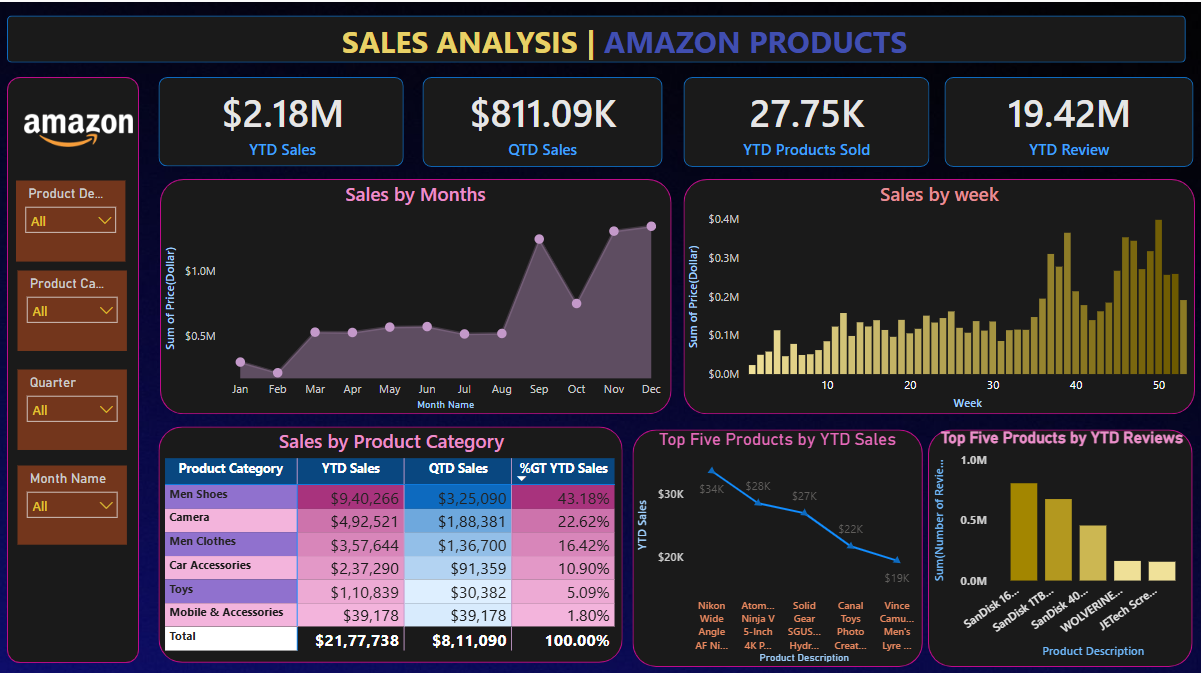 SALES ANALYSIS | AMAZON PRODUCTS
amazon
$2.18M
YTD Sales
$811.09K
QTD Sales
27.75K
YTD Products Sold
19.42M
YTD Review
Product De...
All
Product Ca...
All
Quarter
All
Month Name
All
Sales by Months
Sum of Price(Dollar)
$1.0M
$0.5M
Jan Feb Mar Apr May Jun Jul Aug Sep Oct Nov Dec
Month Name
Sales by week
Sum of Price(Dollar)
$0.4M
$0.3M
$0.2M
$0.1M
$0.0M
10 20 30 40 50
Week
Sales by Product Category
Product Category YTD Sales QTD Sales %GT YTD Sales
Men Shoes $9,40,266 $3,25,090 43.18%
Camera $4,92,521 $1,88,381 22.62%
Men Clothes $3,57,644 $1,36,700 16.42%
Car Accessories $2,37,290 $91,359 10.90%
Toys $1,10,839 $30,382 5.09%
Mobile & Accessories $39,178 $39,178 1.80%
Total $21,77,738 $8,11,090 100.00%
Top Five Products by YTD Sales
YTD Sales
$30K
$20K
$34K
$28K
$27K
$22K
$19K
Nikon Atom... Solid Canal Vince
Wide Ninja V Gear Toys Camu...
Angle 5-Inch SGUS... Photo Men's
AF Ni... 4K P... Hydr... Creat... Lyre ...
Product Description
Top Five Products by YTD Reviews
Sum(Number of Revie...
1.0M
0.5M
0.0M
SanDisk 16...
SanDisk 1TB...
SanDisk 40...
WOLVERINE...
JETech Scre...
Product Description